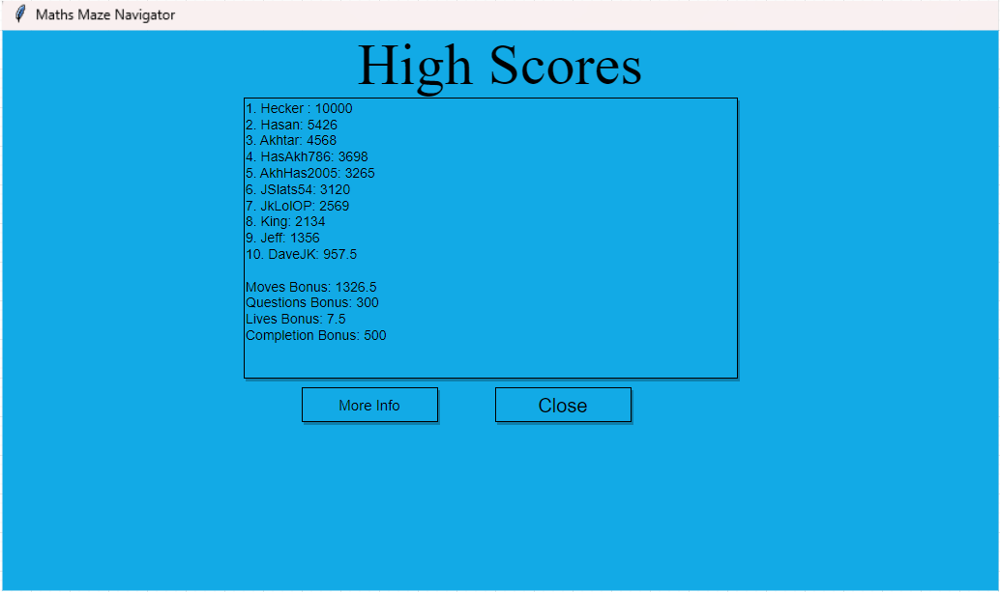 Maths Maze Navigator
High Scores
1. Hecker : 10000
2. Hasan: 5426
3. Akhtar: 4568
4. HasAkh786: 3698
5. AkhHas2005: 3265
6. JSlats54: 3120
7. JkLolOP: 2569
8. King: 2134
9. Jeff: 1356
10. DaveJK: 957.5
Moves Bonus: 1326.5
Questions Bonus: 300
Lives Bonus: 7.5
Completion Bonus: 500
More Info
Close